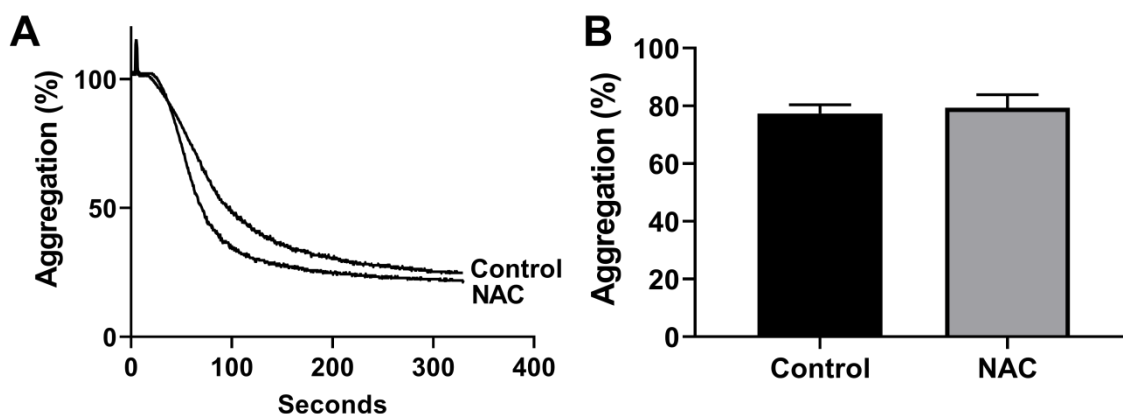 A
Aggregation (%)
100
50
0
0 100 200 300 400
Seconds
Control
NAC
B
Aggregation (%)
100
80
60
40
20
0
Control NAC